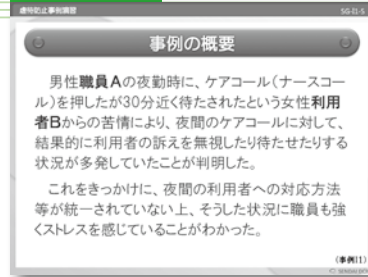 虐待防止事例演習
SG-I1-S
事例の概要
男性職員Aの夜勤時に、ケアコール（ナースコー
ル）を押したが30分近く待たされたという女性利用
者Bからの苦情により、夜間のケアコールに対して、
結果的に利用者の訴えを無視したり待たせたりする
状況が多発していたことが判明した。
これをきっかけに、夜間の利用者への対応方法
等が統一されていない上、そうした状況に職員も強
くストレスを感じていることがわかった。
（事例I1）